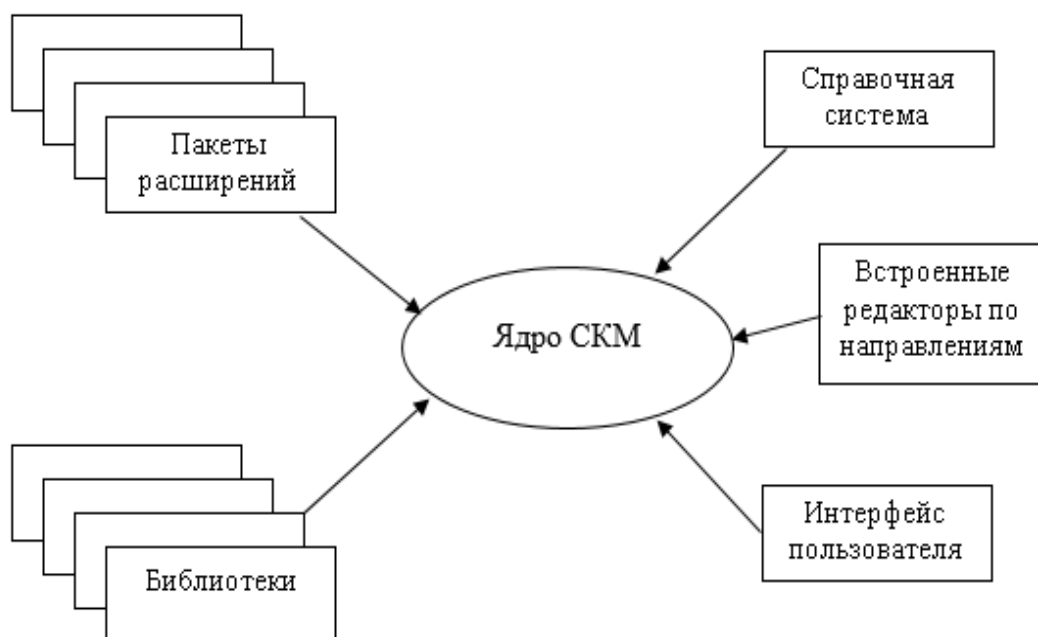 Пакеты
расширений
Справочная
система
Ядро СКМ
Встроенные
редакторы по
направлениям
Библиотеки
Интерфейс
пользователя